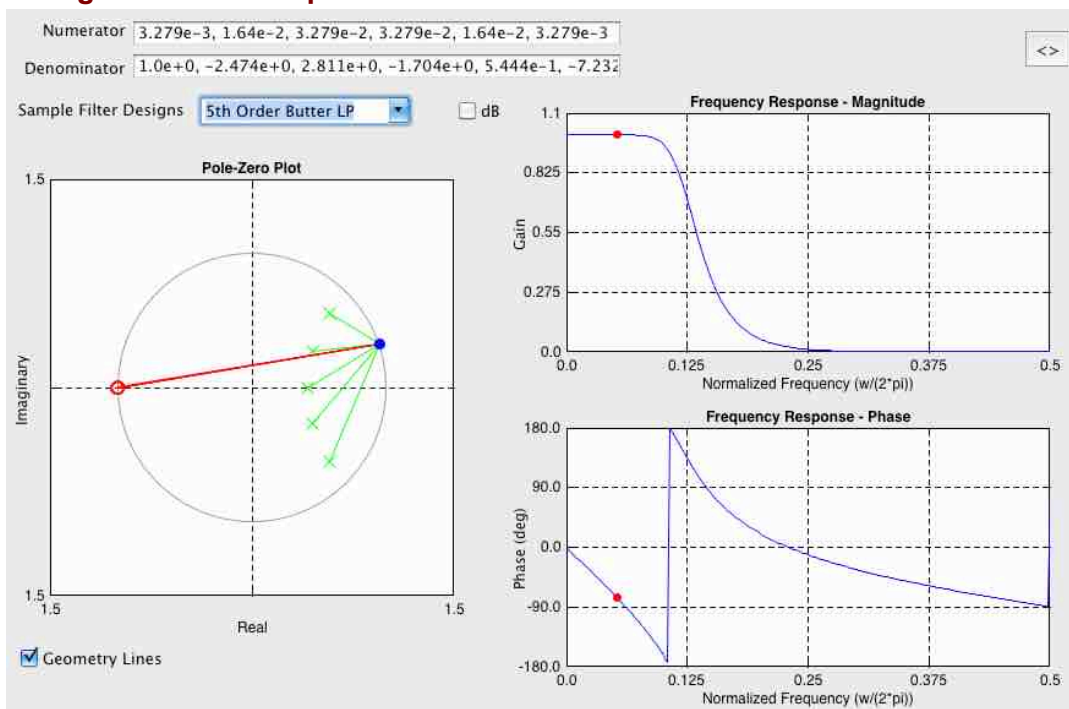 Numerator 3.279e-3, 1.64e-2, 3.279e-2, 3.279e-2, 1.64e-2, 3.279e-3
<>
Denominator 1.0e+0, -2.474e+0, 2.811e+0, -1.704e+0, 5.444e-1, -7.232
Sample Filter Designs 5th Order Butter LP dB
Pole-Zero Plot
1.5
Imaginary
1.5
1.5 1.5
Real
Geometry Lines
Frequency Response - Magnitude
1.1
0.825
0.55
0.275
0.0
Gain
0.0 0.125 0.25 0.375 0.5
Normalized Frequency (w/(2*pi))
Frequency Response - Phase
180.0
90.0
0.0
-90.0
-180.0
Phase (deg)
0.0 0.125 0.25 0.375 0.5
Normalized Frequency (w/(2*pi))